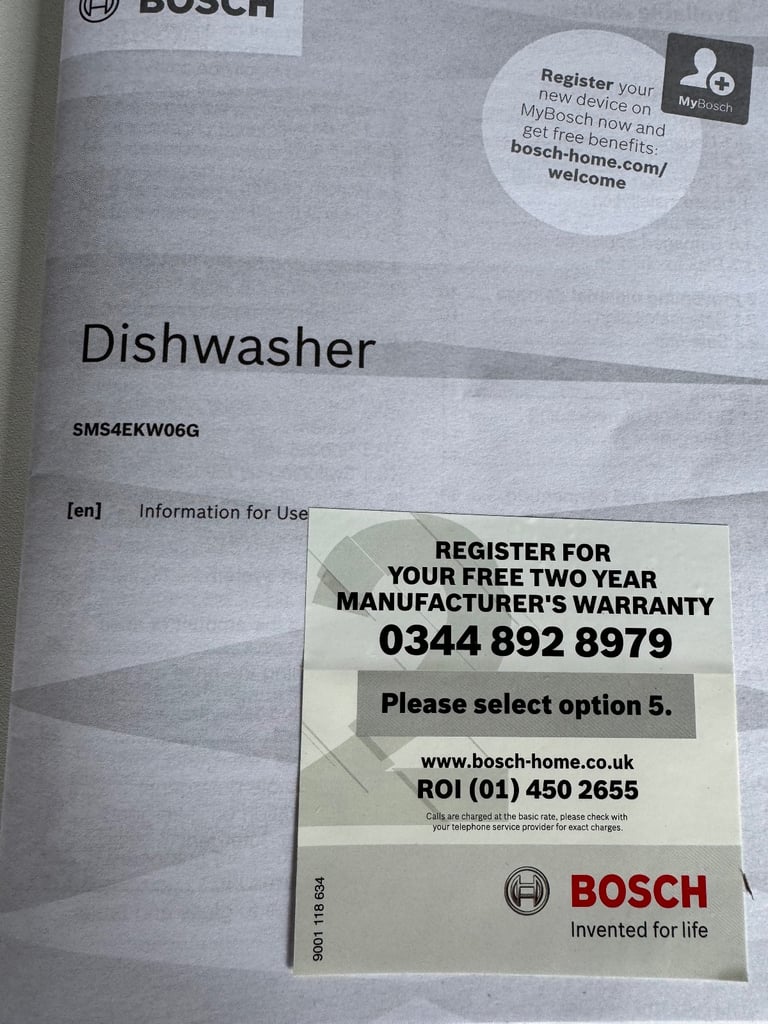 BOSCH
Register your
new device on
MyBosch now and
get free benefits:
bosch-home.com/
welcome
MyBosch
Dishwasher
SMS4EKW06G
[en] Information for Use
REGISTER FOR
YOUR FREE TWO YEAR
MANUFACTURER'S WARRANTY
0344 892 8979
Please select option 5.
www.bosch-home.co.uk
ROI (01) 450 2655
Calls are charged at the basic rate, please check with
your telephone service provider for exact charges.
9001 118 634
BOSCH
Invented for life